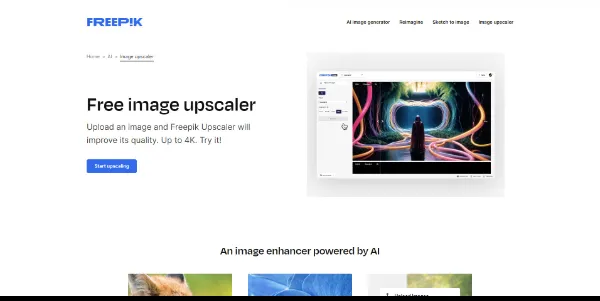 FREEPIK
AI image generator Reimagine Sketch to image Image upscaler
Home > AI > Image upscaler
Free image upscaler
Upload an image and Freepik Upscaler will
improve its quality. Up to 4K. Try it!
Start upscaling
An image enhancer powered by AI